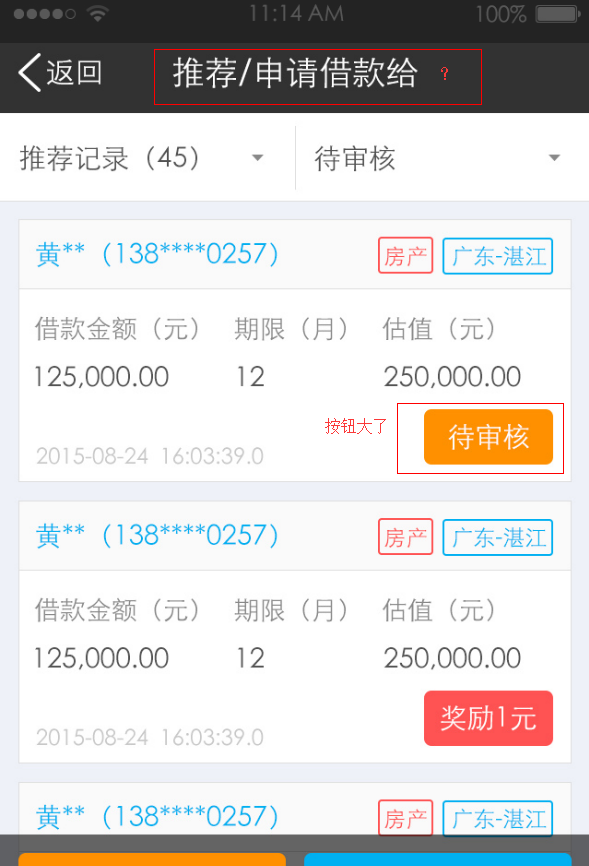 11:14 AM 100%
返回 推荐/申请借款给 ?
推荐记录（45） 待审核
黄**（138****0257） 房产 广东-湛江
借款金额（元） 期限（月） 估值（元）
125,000.00 12 250,000.00
按钮大了 待审核
2015-08-24 16:03:39.0
黄**（138****0257） 房产 广东-湛江
借款金额（元） 期限（月） 估值（元）
125,000.00 12 250,000.00
奖励1元
2015-08-24 16:03:39.0
黄**（138****0257） 房产 广东-湛江